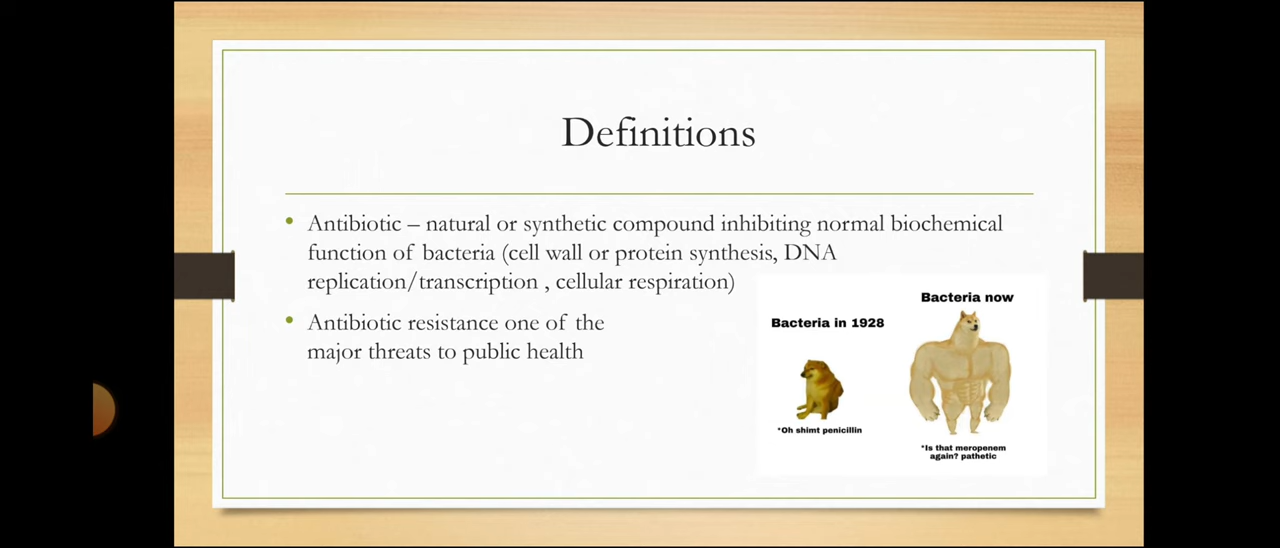 Definitions
• Antibiotic – natural or synthetic compound inhibiting normal biochemical
function of bacteria (cell wall or protein synthesis, DNA
replication/transcription , cellular respiration)
• Antibiotic resistance one of the
major threats to public health
Bacteria in 1928
*Oh shimt penicillin
Bacteria now
*Is that meropenem
again? pathetic